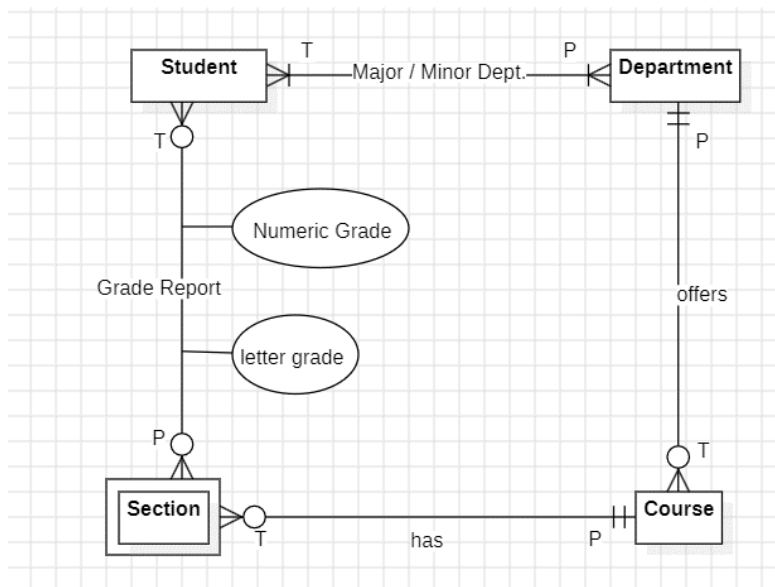 T
P
Student
Major / Minor Dept.
Department
T
P
Numeric Grade
Grade Report
offers
letter grade
P
T
Section
Course
T
has
P